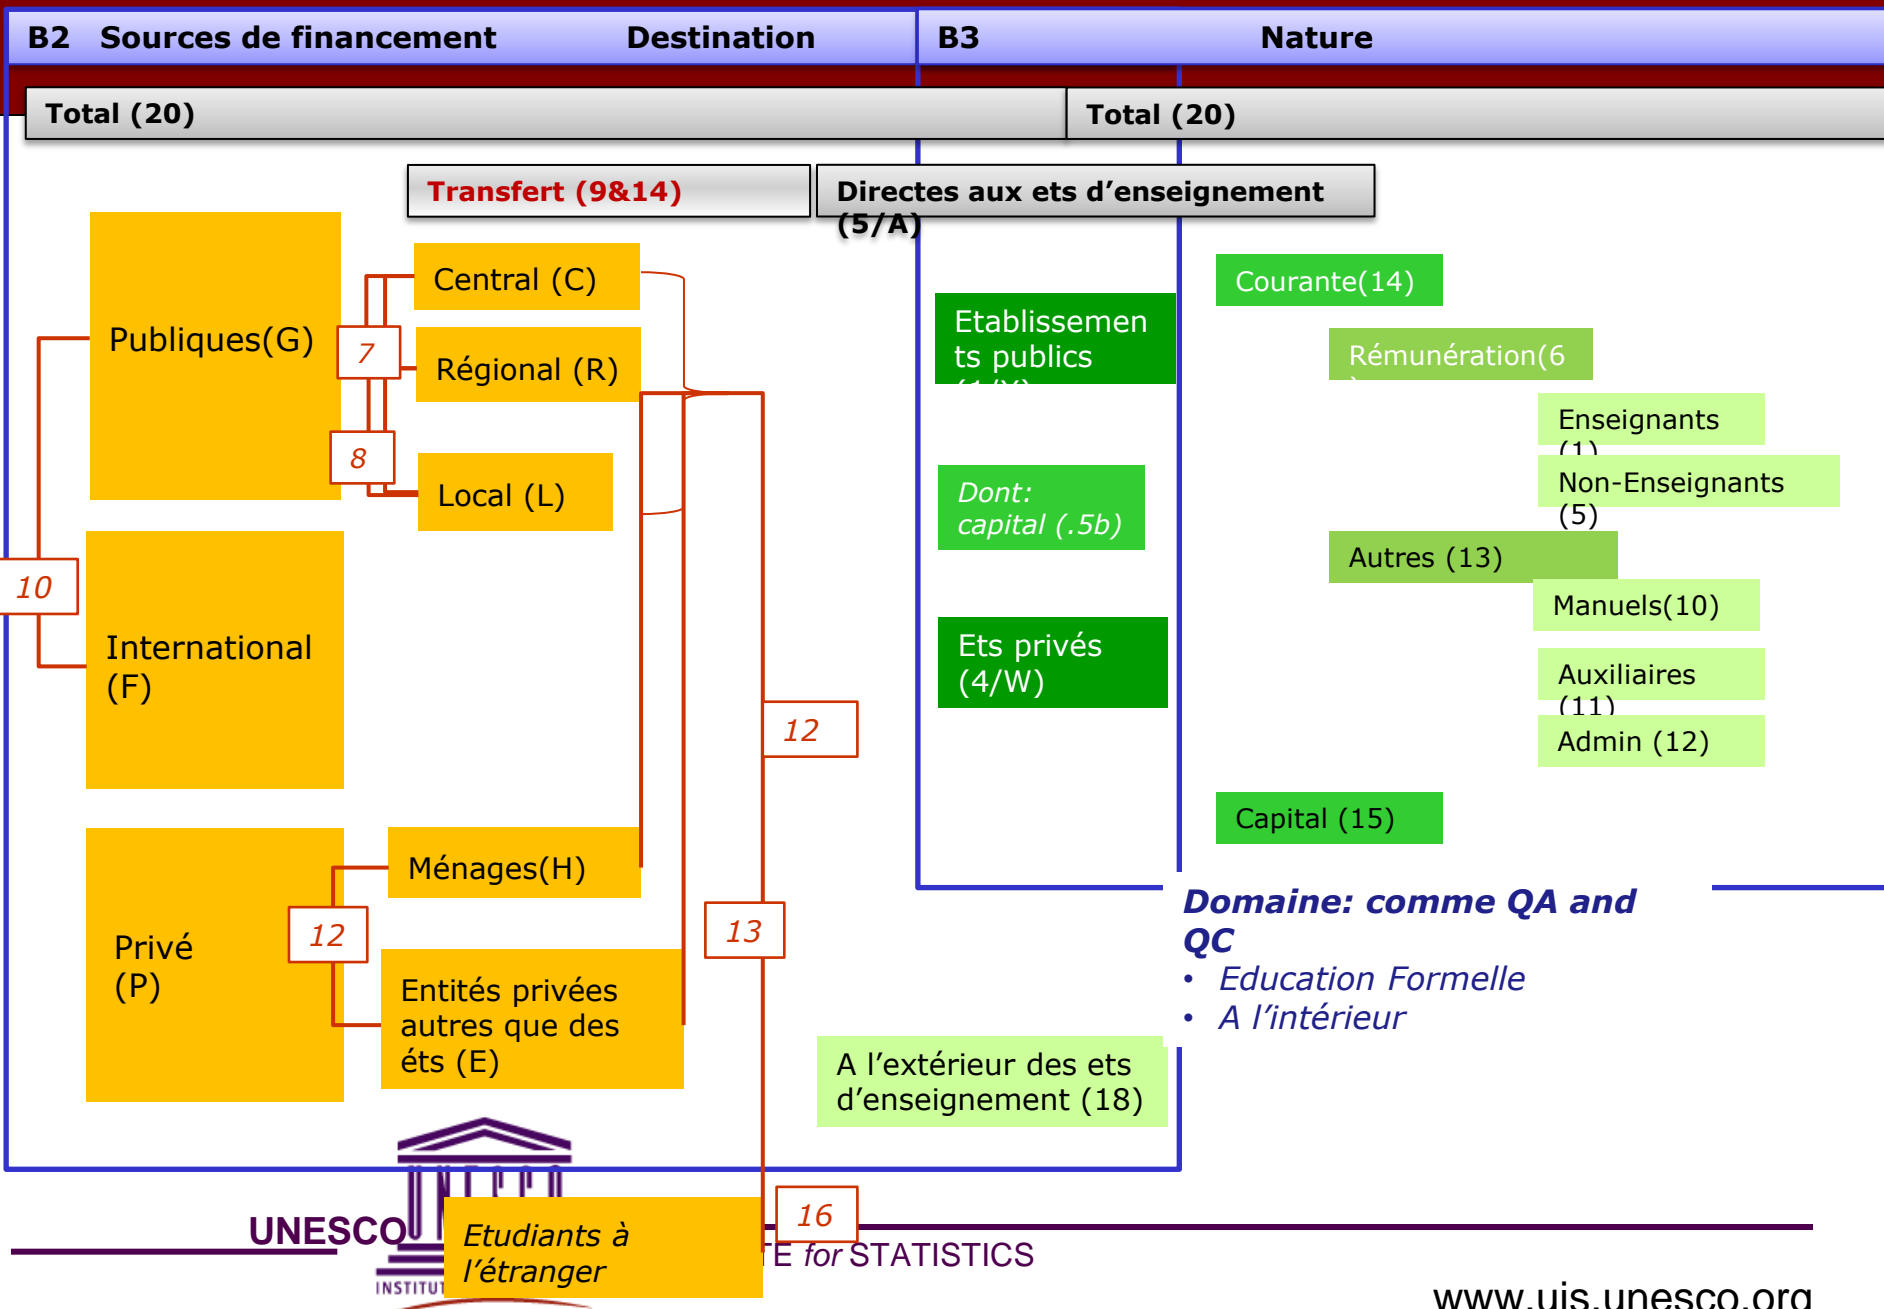 B2 Sources de financement Destination B3 Nature
Total (20) Total (20)
Transfert (9&14)
Directes aux ets d’enseignement
(5/A)
Publiques(G)
Central (C)
7
Régional (R)
8
Local (L)
10
International
(F)
Privé
(P)
12
Ménages(H)
Entités privées
autres que des
éts (E)
12
13
16
Etudiants à
l’étranger
Etablissemen
ts publics
Dont:
capital (.5b)
Ets privés
(4/W)
A l’extérieur des ets
d’enseignement (18)
Courante(14)
Rémunération(6
Enseignants
(1)
Non-Enseignants
(5)
Autres (13)
Manuels(10)
Auxiliaires
(11)
Admin (12)
Capital (15)
Domaine: comme QA and
QC
• Education Formelle
• A l’intérieur
UNESCO
for STATISTICS
www.uis.unesco.org